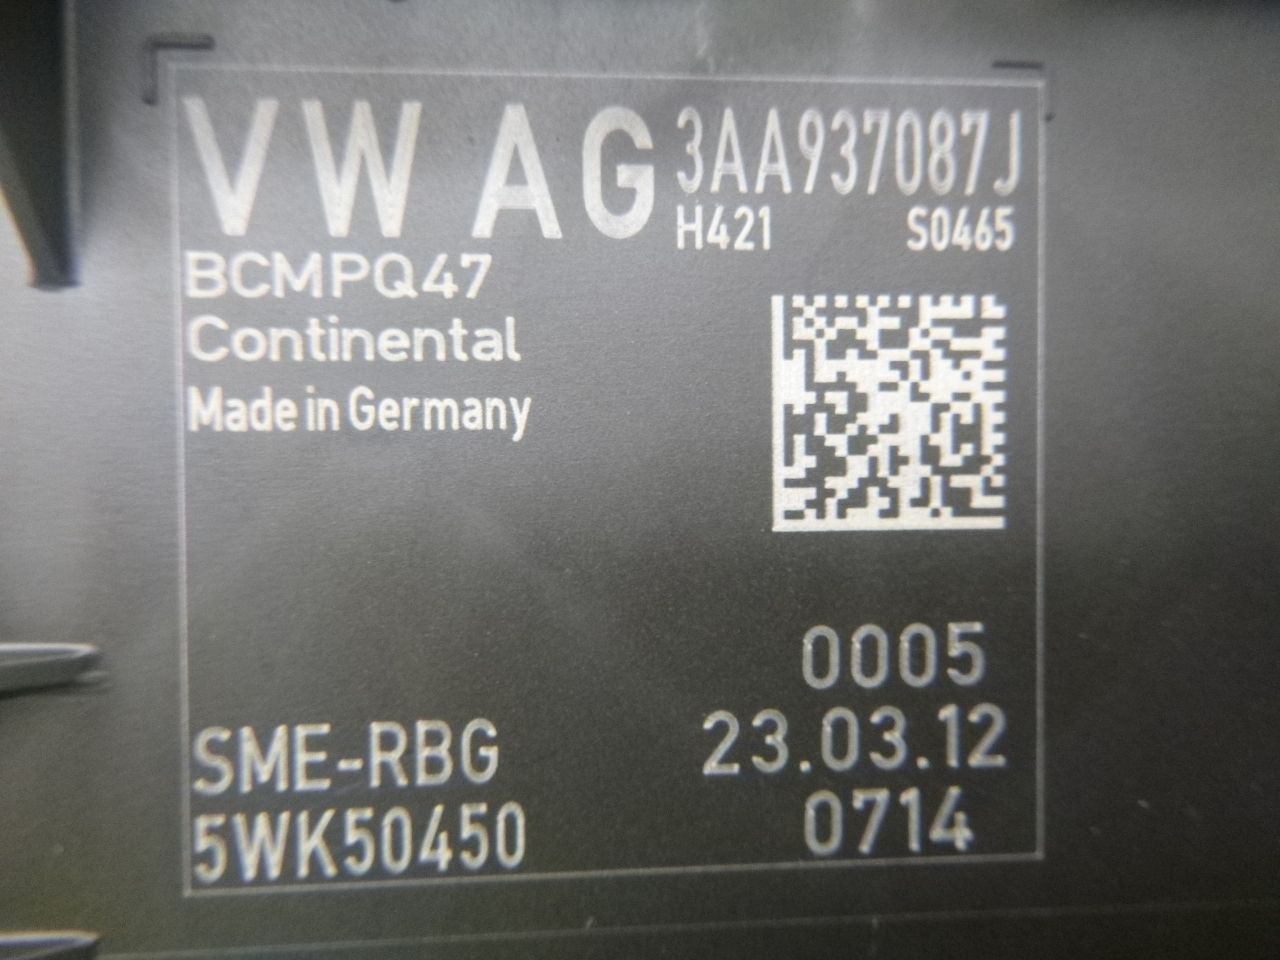 VW AG 3AA937087J
H421 S0465
BCMPQ47
Continental
Made in Germany
0005
SME-RBG 23.03.12
5WK50450 0714